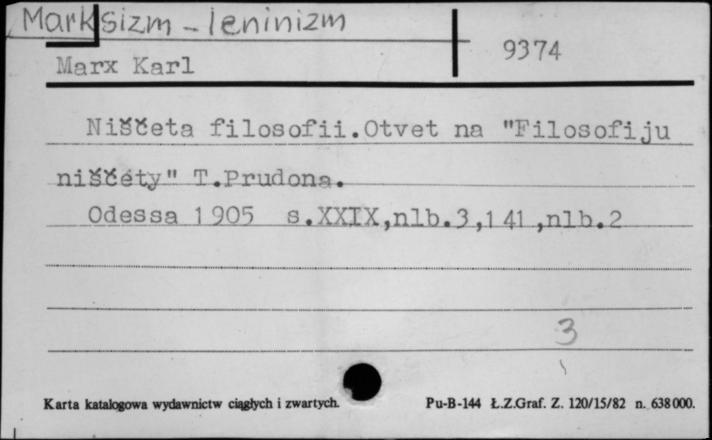 Marksizm - leninizm
9374
Marx Karl
Niščeta filosofii.Otvet na "Filosofiju
niščéty" T.Prudona.
Odessa 1905 s.XXIX,nlb.3,141,nlb.2
3
Karta katalogowa wydawnictw ciągłych i zwartych.
Pu-B-144 Ł.Z.Graf. Z. 120/15/82 n. 638000.